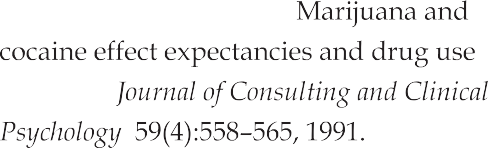 Marijuana and
cocaine effect expectancies and drug use
Journal of Consulting and Clinical
Psychology 59(4):558–565, 1991.